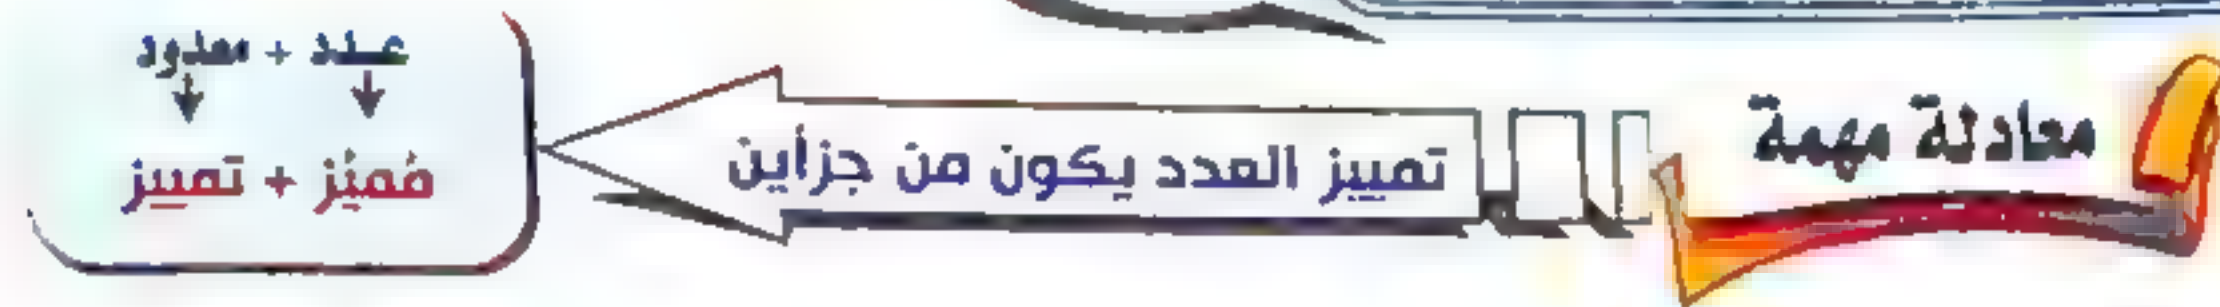 معادلة مهمة
تمييز العدد يكون من جزأين
عدد + معدود
مُميَّز + تمييز